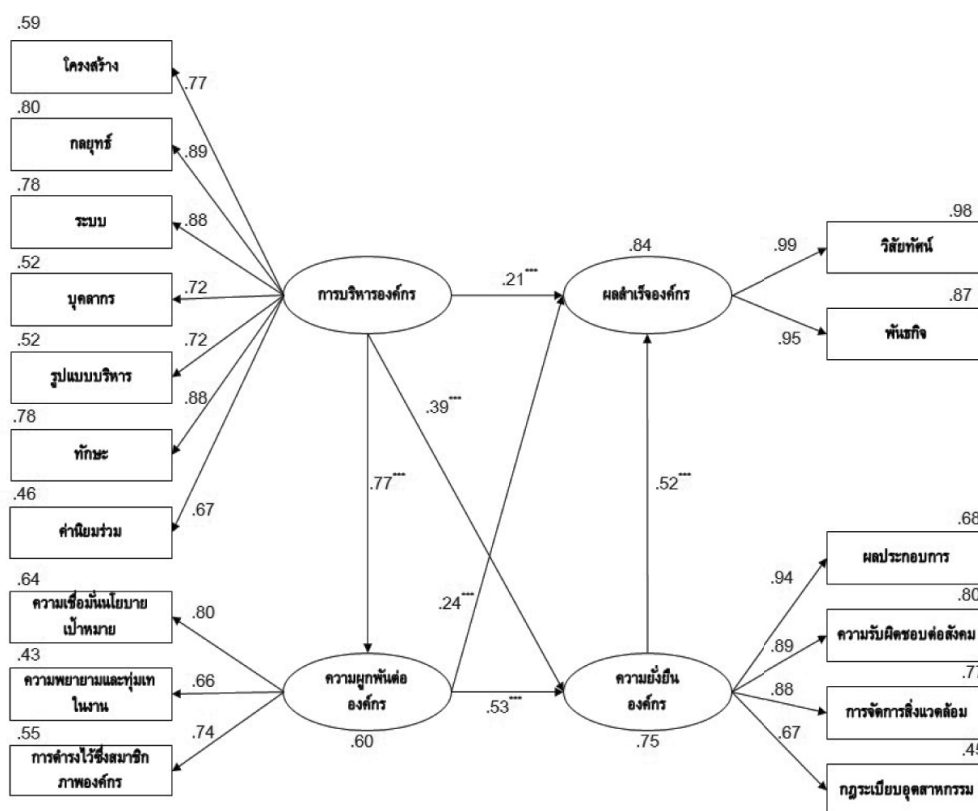 .59
โครงสร้าง
.77
.80
กลยุทธ์
.89
.78
ระบบ
.88
.52
บุคลากร
.72
.52
รูปแบบบริหาร
.72
.78
ทักษะ
.88
.46
ค่านิยมร่วม
.67
การบริหารองค์กร
.21***
.84
ผลสำเร็จองค์กร
.99
.98
วิสัยทัศน์
.95
.87
พันธกิจ
.39***
.77***
.52***
.24***
.64
ความเชื่อมั่นนโยบาย
เป้าหมาย
.80
.43
ความพยายามและทุ่มเท
ในงาน
.66
.55
การดำรงไว้ซึ่งสมาชิก
ภาพองค์กร
.74
ความผูกพันต่อ
องค์กร
.60
.53***
ความยั่งยืน
องค์กร
.75
.94
.68
ผลประกอบการ
.89
.80
ความรับผิดชอบต่อสังคม
.88
.77
การจัดการสิ่งแวดล้อม
.67
.45
กฎระเบียบอุตสาหกรรม